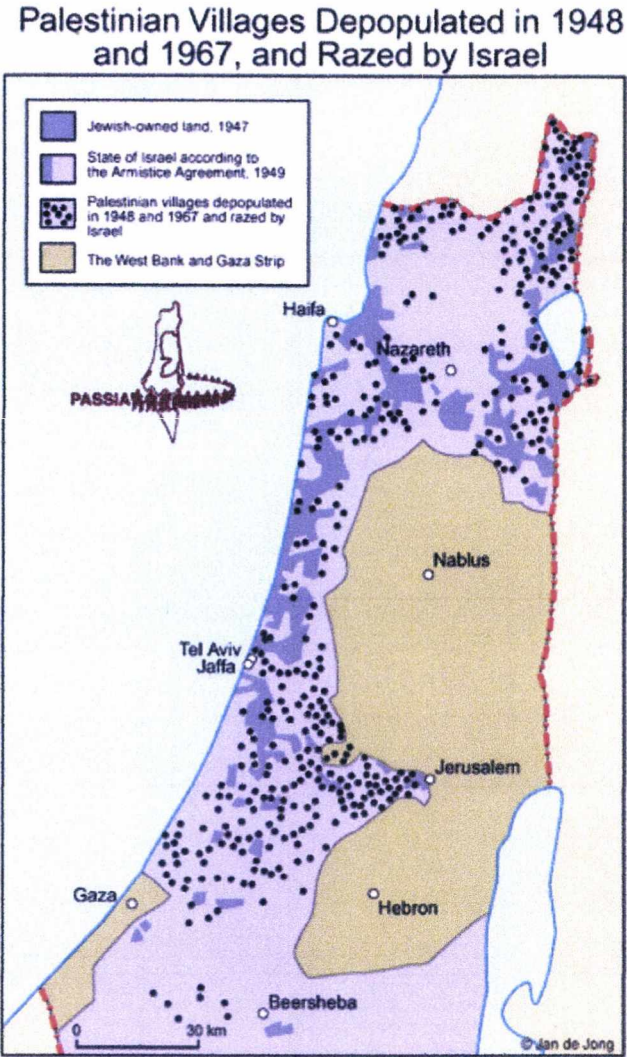 Palestinian Villages Depopulated in 1948
and 1967, and Razed by Israel
Jewish-owned land, 1947
State of Israel according to
the Armistice Agreement, 1949
Palestinian villages depopulated
in 1948 and 1967 and razed by
Israel
The West Bank and Gaza Strip
Haifa
Nazareth
PASSIA
Nablus
Tel Aviv
Jaffa
Jerusalem
Gaza
Hebron
Beersheba
0 30 km
© Jan de Jong